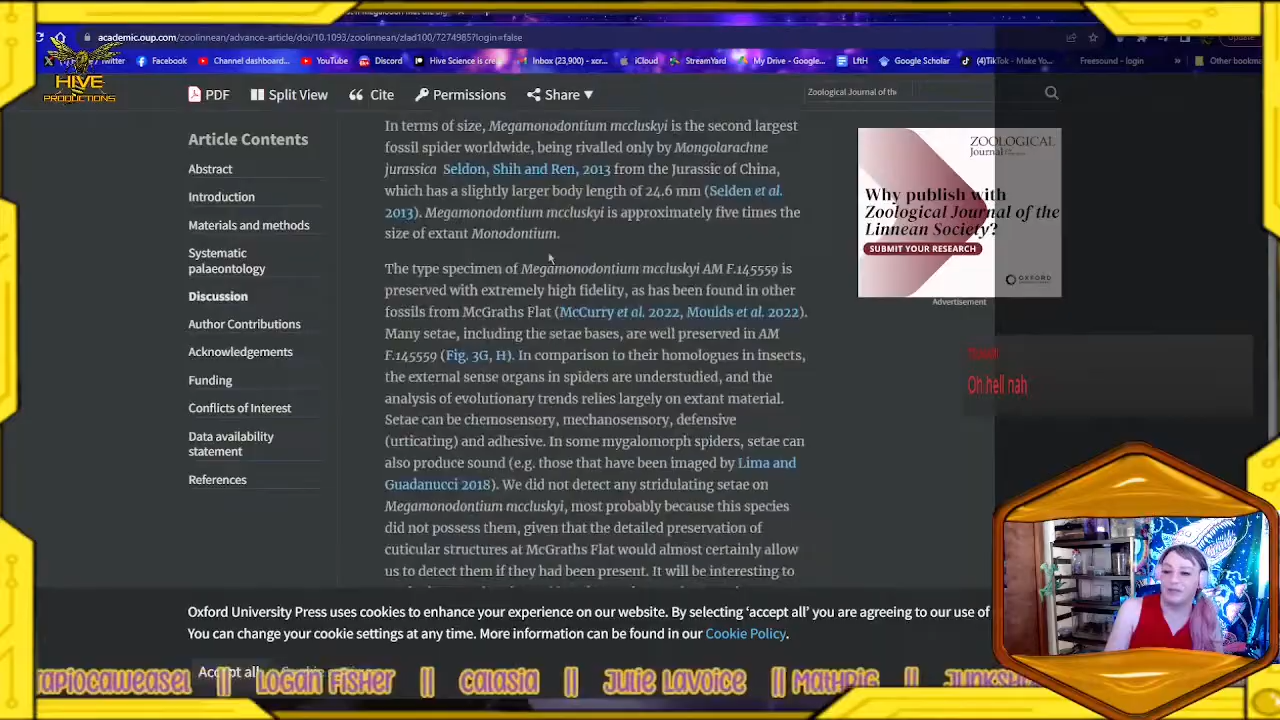 academic.oup.com/zoolinnean/advance-article/doi/10.1093/zoolinnean/zlad100/7274985?login=false
Twitter Facebook Channel dashboard... YouTube Discord Hive Science is cre... Inbox (23,900) - xcr... iCloud StreamYard My Drive - Google... LftH Google Scholar (4)TikTok - Make Yo... Freesound - login » Other bookma
HIVE
PRODUCTIONS
PDF Split View Cite Permissions Share
Zoological Journal of the
Article Contents
Abstract
Introduction
Materials and methods
Systematic
palaeontology
Discussion
Author Contributions
Acknowledgements
Funding
Conflicts of Interest
Data availability
statement
References
In terms of size, Megamonodontium mccluskyi is the second largest
fossil spider worldwide, being rivalled only by Mongolarachne
jurassica Seldon, Shih and Ren, 2013 from the Jurassic of China,
which has a slightly larger body length of 24.6 mm (Selden et al.
2013). Megamonodontium mccluskyi is approximately five times the
size of extant Monodontium.
The type specimen of Megamonodontium mccluskyi AM F.145559 is
preserved with extremely high fidelity, as has been found in other
fossils from McGraths Flat (McCurry et al. 2022, Moulds et al. 2022).
Many setae, including the setae bases, are well preserved in AM
F.145559 (Fig. 3G, H). In comparison to their homologues in insects,
the external sense organs in spiders are understudied, and the
analysis of evolutionary trends relies largely on extant material.
Setae can be chemosensory, mechanosensory, defensive
(urticating) and adhesive. In some mygalomorph spiders, setae can
also produce sound (e.g. those that have been imaged by Lima and
Guadanucci 2018). We did not detect any stridulating setae on
Megamonodontium mccluskyi, most probably because this species
did not possess them, given that the detailed preservation of
cuticular structures at McGraths Flat would almost certainly allow
us to detect them if they had been present. It will be interesting to
ZOOLOGICAL
Journal
Why publish with
Zoological Journal of the
Linnean Society?
SUBMIT YOUR RESEARCH
OXFORD
Advertisement
Oh hell nah
Oxford University Press uses cookies to enhance your experience on our website. By selecting 'accept all' you are agreeing to our use of
You can change your cookie settings at any time. More information can be found in our Cookie Policy.
Accept all
TAPIOCAWEASEL || LOGAN FISHER || CALASIA || JULIE LAVOICE || MATHPIG ||